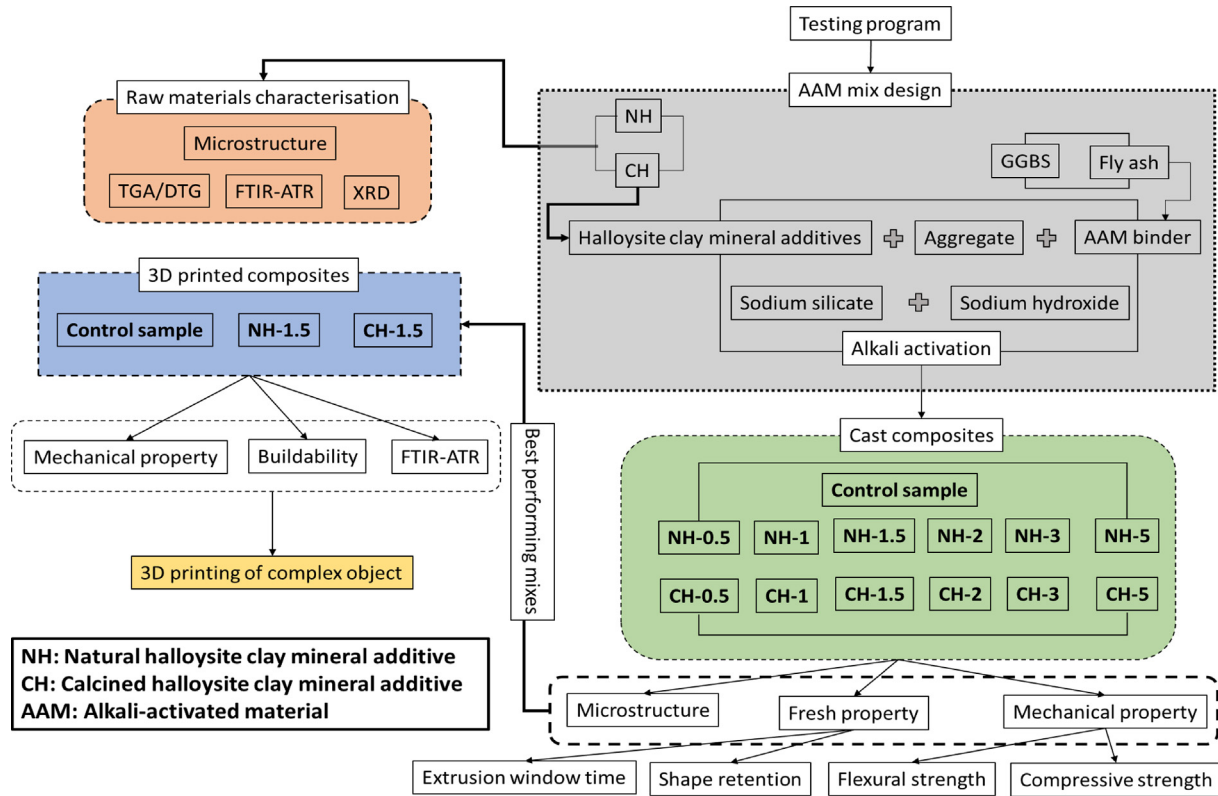 Testing program
AAM mix design
NH
CH
GGBS
Fly ash
Halloysite clay mineral additives
Aggregate
AAM binder
Sodium silicate
Sodium hydroxide
Alkali activation
Raw materials characterisation
Microstructure
TGA/DTG
FTIR-ATR
XRD
3D printed composites
Control sample
NH-1.5
CH-1.5
Mechanical property
Buildability
FTIR-ATR
3D printing of complex object
Best performing mixes
Cast composites
Control sample
NH-0.5
NH-1
NH-1.5
NH-2
NH-3
NH-5
CH-0.5
CH-1
CH-1.5
CH-2
CH-3
CH-5
Microstructure
Fresh property
Mechanical property
Extrusion window time
Shape retention
Flexural strength
Compressive strength
NH: Natural halloysite clay mineral additive
CH: Calcined halloysite clay mineral additive
AAM: Alkali-activated material